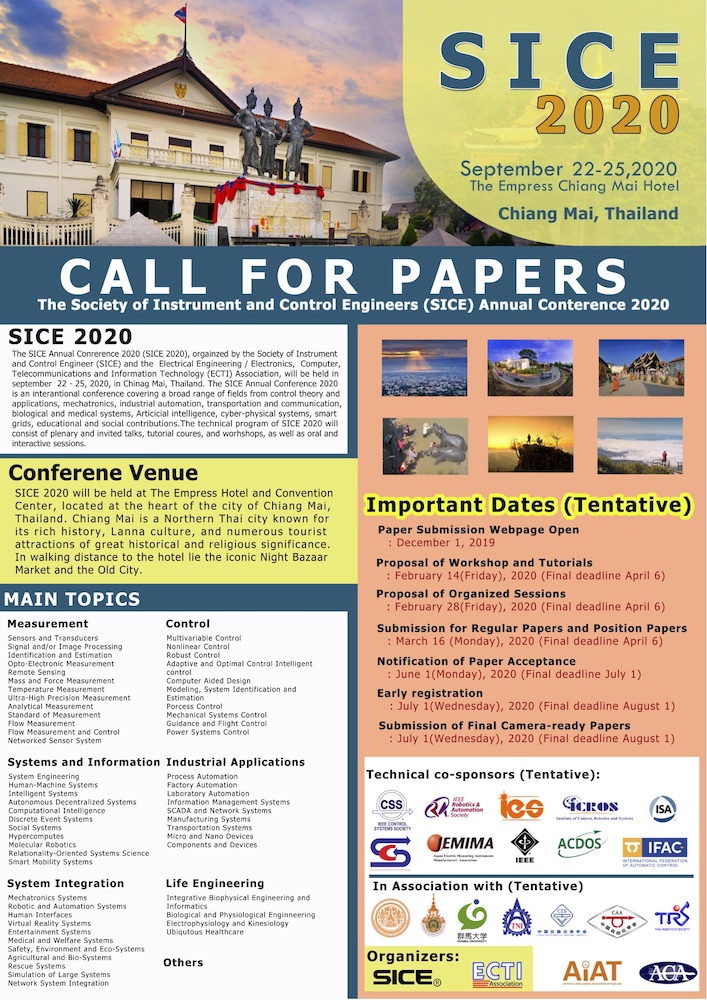 SICE
2020
September 22-25,2020
The Empress Chiang Mai Hotel
Chiang Mai, Thailand
CALL FOR PAPERS
The Society of Instrument and Control Engineers (SICE) Annual Conterence 2020
SICE 2020
The SICE Annual Conrerence 2020 (SICE 2020), orgainzed by the Society of Instrument
and Control Engineer (SICE) and the Electrical Engineering / Electronics, Computer,
Telecommunications and Information Technology (ECTI) Association, will be held in
september 22 - 25, 2020, in Chinag Mai, Thailand. The SICE Annual Conference 2020
is an interantional conference covering a broad range of fields from control theory and
applications, mechatronics, industrial automation, transportation and communication,
biological and medical systems, Articicial intelligence, cyber-physical systems, smart
grids, educational and social contributions.The technical program of SICE 2020 will
consist of plenary and invited talks, tutorial coures, and worhshops, as well as oral and
interactive sessions.
Conferene Venue
SICE 2020 will be held at The Empress Hotel and Convention
Center, located at the heart of the city of Chiang Mai,
Thailand. Chiang Mai is a Northern Thai city known for
its rich history, Lanna culture, and numerous tourist
attractions of great historical and religious significance.
In walking distance to the hotel lie the iconic Night Bazaar
Market and the Old City.
MAIN TOPICS
Measurement
Sensors and Transducers
Signal and/or Image Processing
Identification and Estimation
Opto-Electronic Measurement
Remote Sensing
Mass and Force Measurement
Temperature Measurement
Ultra-High Precision Measurement
Analytical Measurement
Standard of Measurement
Flow Measurement
Flow Measurement and Control
Networked Sensor System
Control
Multivariable Control
Nonlinear Control
Robust Control
Adaptive and Optimal Control Intelligent
control
Computer Aided Design
Modeling, System Identification and
Estimation
Porcess Control
Mechanical Systems Control
Guidance and Flight Control
Power Systems Control
Systems and Information
System Engineering
Human-Machine Systems
Intelligent Systems
Autonomous Decentralized Systems
Computational Intelligence
Discrete Event Systems
Social Systems
Hypercomputes
Molecular Robotics
Relationality-Oriented Systems Science
Smart Mobility Systems
Industrial Applications
Process Automation
Factory Automation
Laboratory Automation
Information Management Systems
SCADA and Network Systems
Manufacturing Systems
Transportation Systems
Micro and Nano Devices
Components and Devices
System Integration
Mechatronics Systems
Robotic and Automation Systems
Human Interfaces
Virtual Reality Systems
Entertainment Systems
Medical and Welfare Systems
Safety, Environment and Eco-Systems
Agricultural and Bio-Systems
Rescue Systems
Simulation of Large Systems
Network System Integration
Life Engineering
Integrative Biophysical Engineering and
Informatics
Biological and Physiological Enginneering
Electrophysiology and Kinesiology
Ubiqutous Healthcare
Others
Important Dates (Tentative)
Paper Submission Webpage Open
: December 1, 2019
Proposal of Workshop and Tutorials
: February 14(Friday), 2020 (Final deadline April 6)
Proposal of Organized Sessions
: February 28(Friday), 2020 (Final deadline April 6)
Submission for Regular Papers and Position Papers
: March 16 (Monday), 2020 (Final deadline April 6)
Notification of Paper Acceptance
: June 1(Monday), 2020 (Final deadline July 1)
Early registration
: July 1(Wednesday), 2020 (Final deadline August 1)
Submission of Final Camera-ready Papers
: July 1(Wednesday), 2020 (Final deadline August 1)
Technical co-sponsors (Tentative):
CSS
IEEE CONTROL
SYSTEMS SOCIETY
IEEE
Robotics &
Automation
Society
ies
ICROS
Institute of Control, Robotics and Systems
ISA
JEMIMA
Japan Electric Measuring Instruments
Manufacturers' Association
IEEE
ACDOS
IFAC
INTERNATIONAL FEDERATION
OF AUTOMATIC CONTROL
In Association with (Tentative)
群馬大学
GUNMA UNIVERSITY
TNI
CAA
TRS
THAI ROBOTICS SOCIETY
Organizers:
SICE®
ECTI
Association
AiAT
ACA